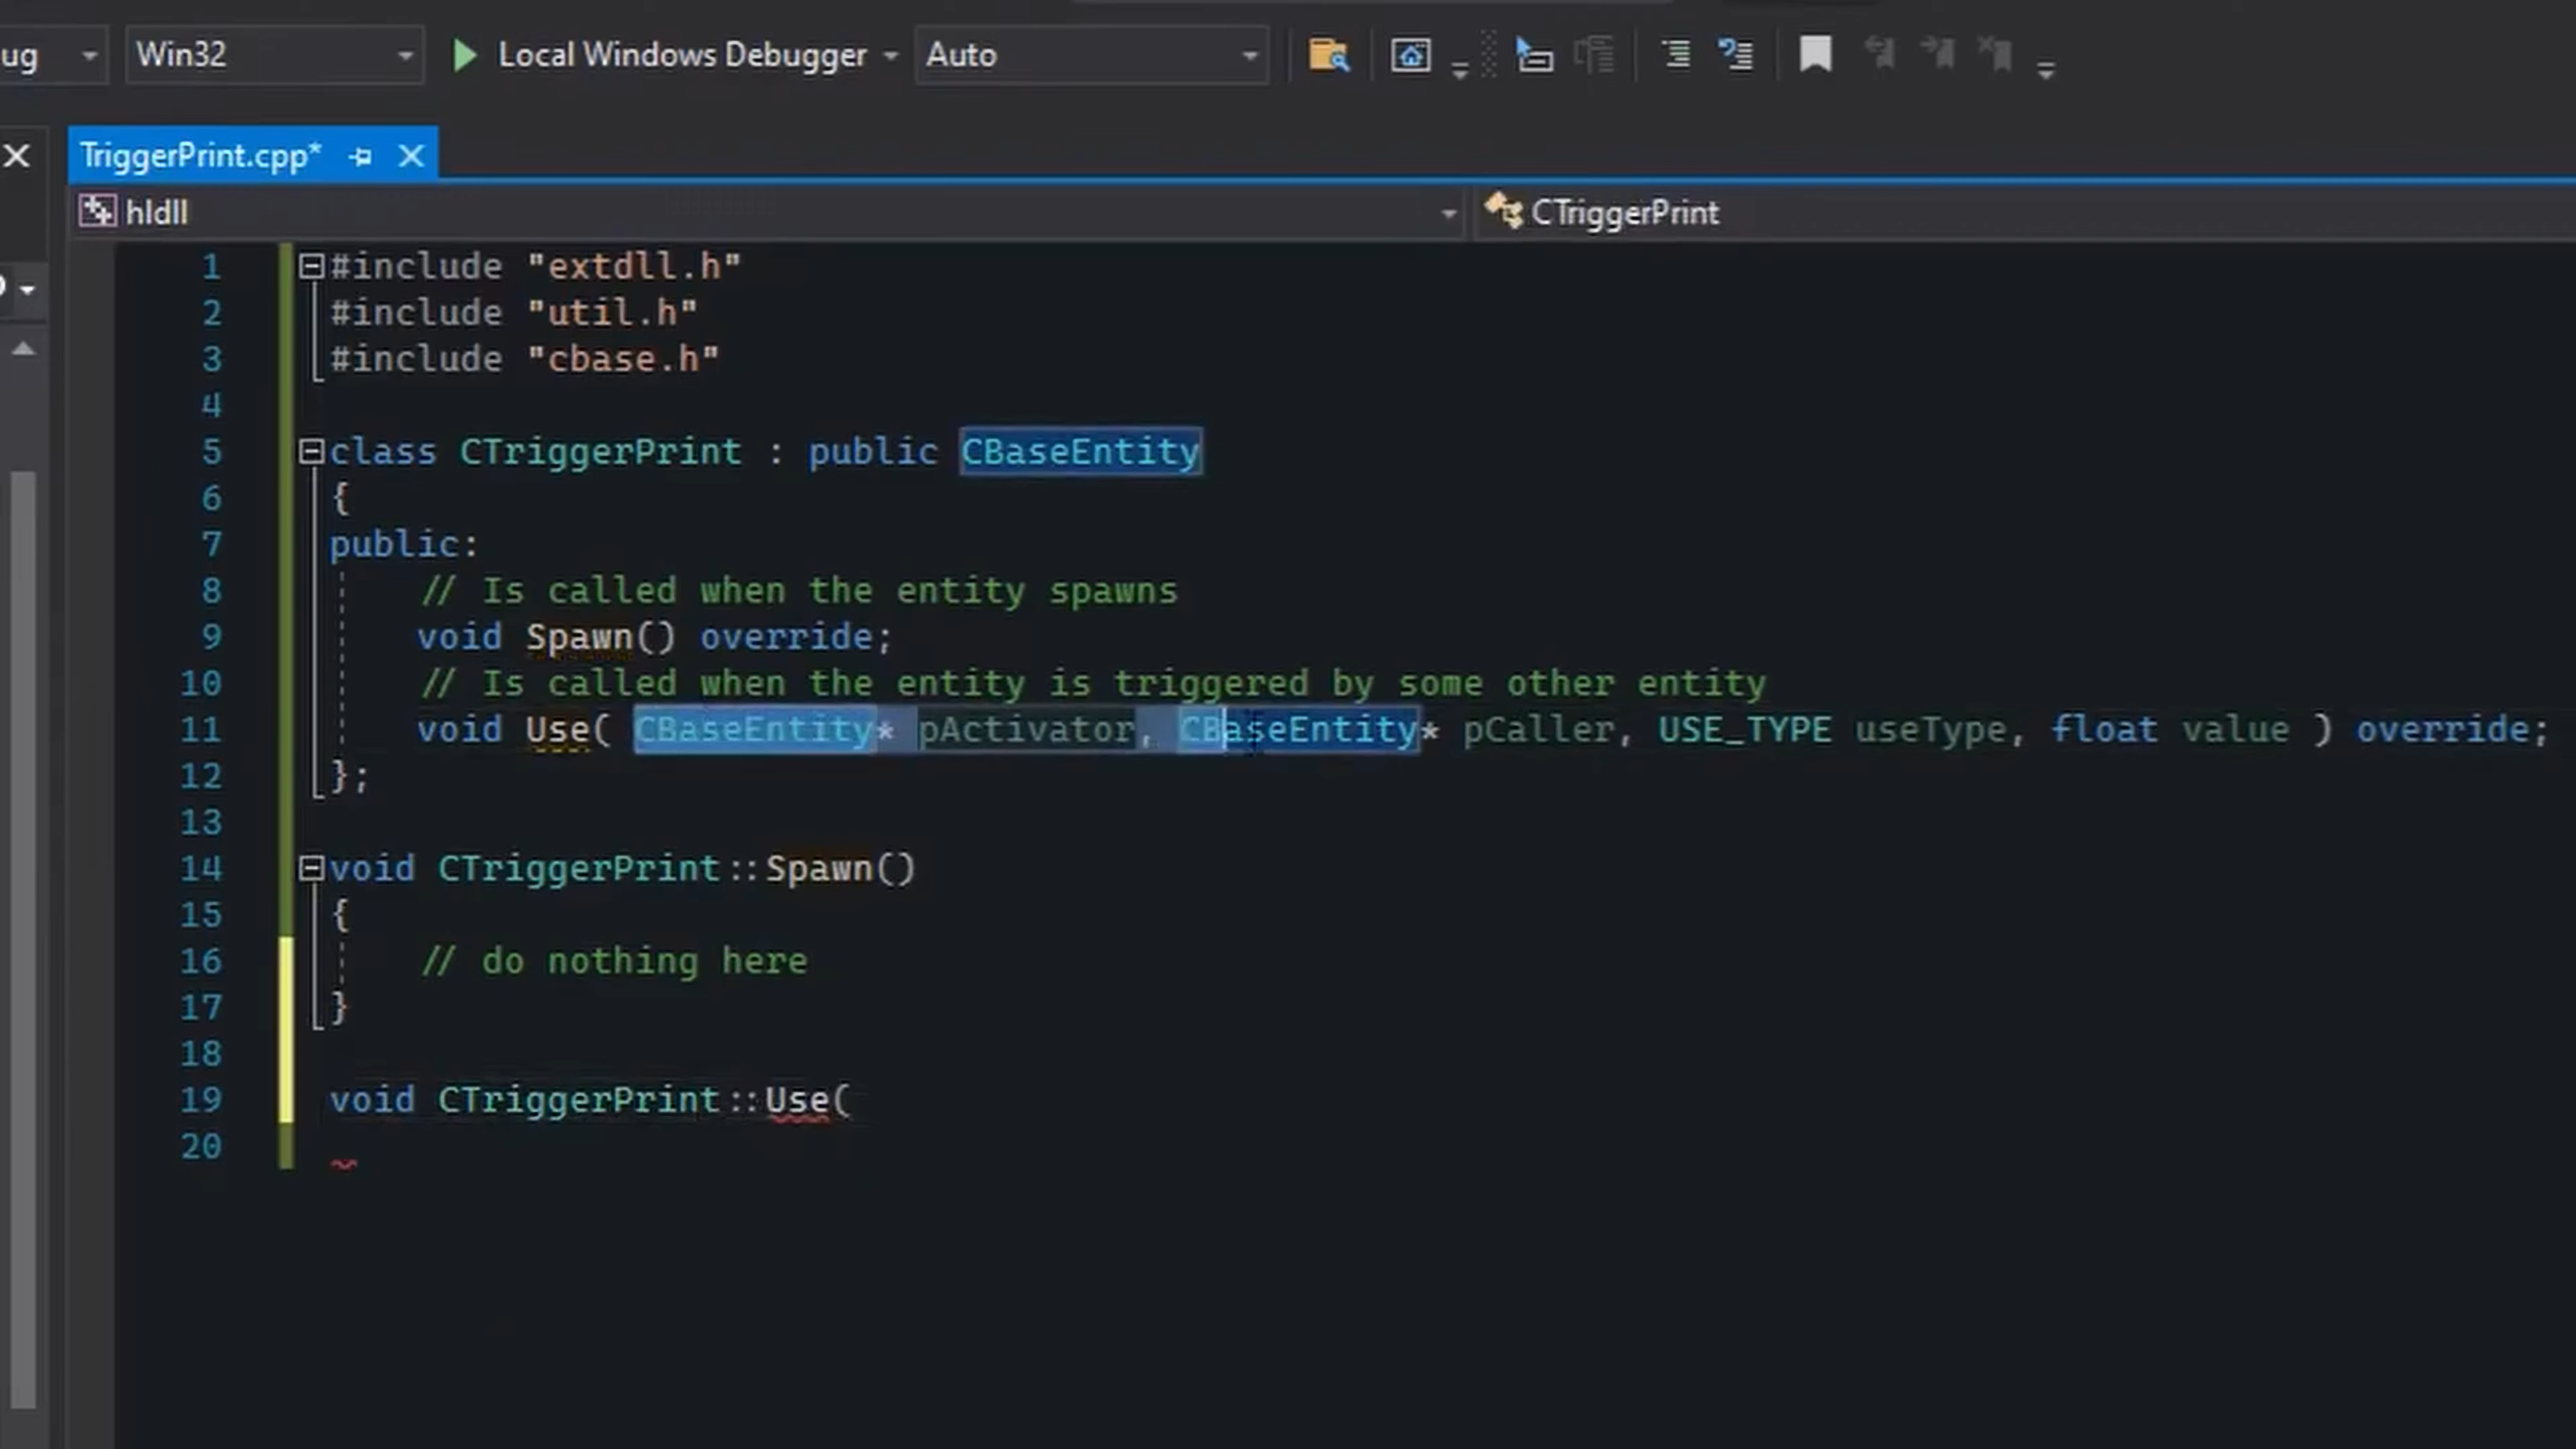 ug Win32 Local Windows Debugger Auto
TriggerPrint.cpp*
hldll CTriggerPrint
1 #include "extdll.h"
2 #include "util.h"
3 #include "cbase.h"
4
5 class CTriggerPrint : public CBaseEntity
6 {
7 public:
8 // Is called when the entity spawns
9 void Spawn() override;
10 // Is called when the entity is triggered by some other entity
11 void Use( CBaseEntity* pActivator, CBaseEntity* pCaller, USE_TYPE useType, float value ) override;
12 };
13
14 void CTriggerPrint::Spawn()
15 {
16 // do nothing here
17 }
18
19 void CTriggerPrint::Use(
20